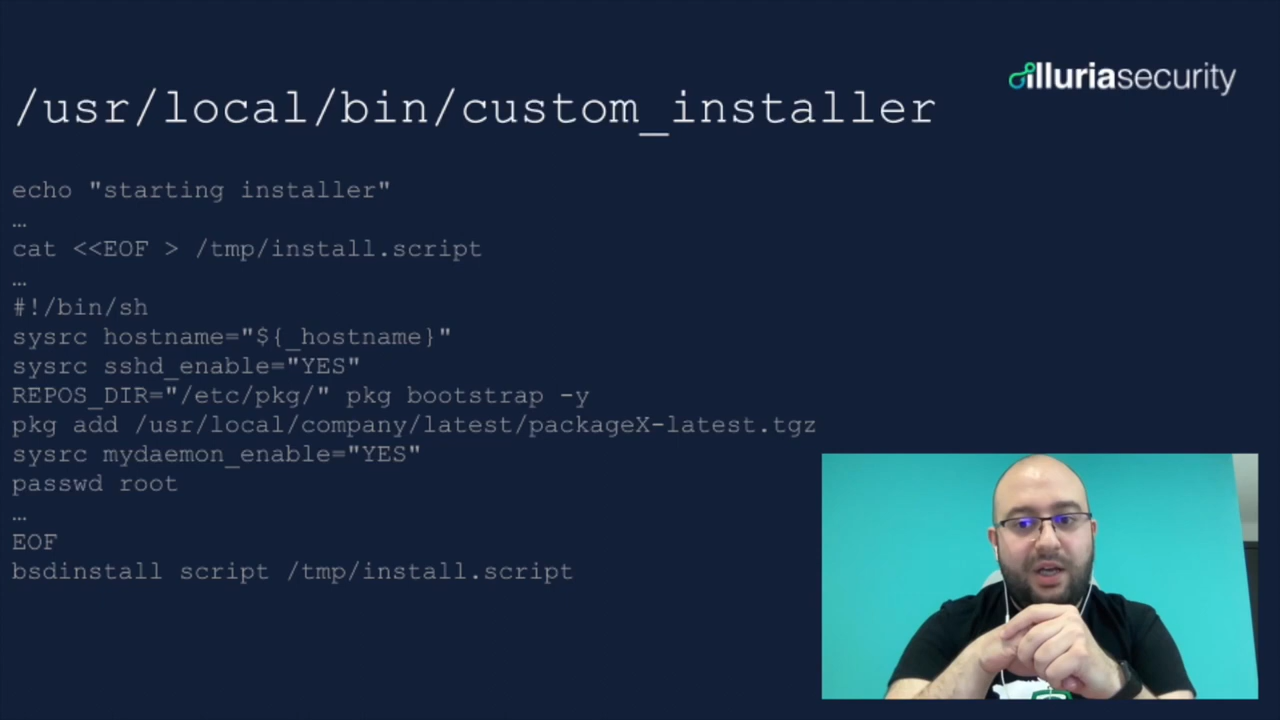 illuriasecurity
/usr/local/bin/custom_installer
echo "starting installer"
…
cat <<EOF > /tmp/install.script
…
#!/bin/sh
sysrc hostname="${_hostname}"
sysrc sshd_enable="YES"
REPOS_DIR="/etc/pkg/" pkg bootstrap -y
pkg add /usr/local/company/latest/packageX-latest.tgz
sysrc mydaemon_enable="YES"
passwd root
…
EOF
bsdinstall script /tmp/install.script